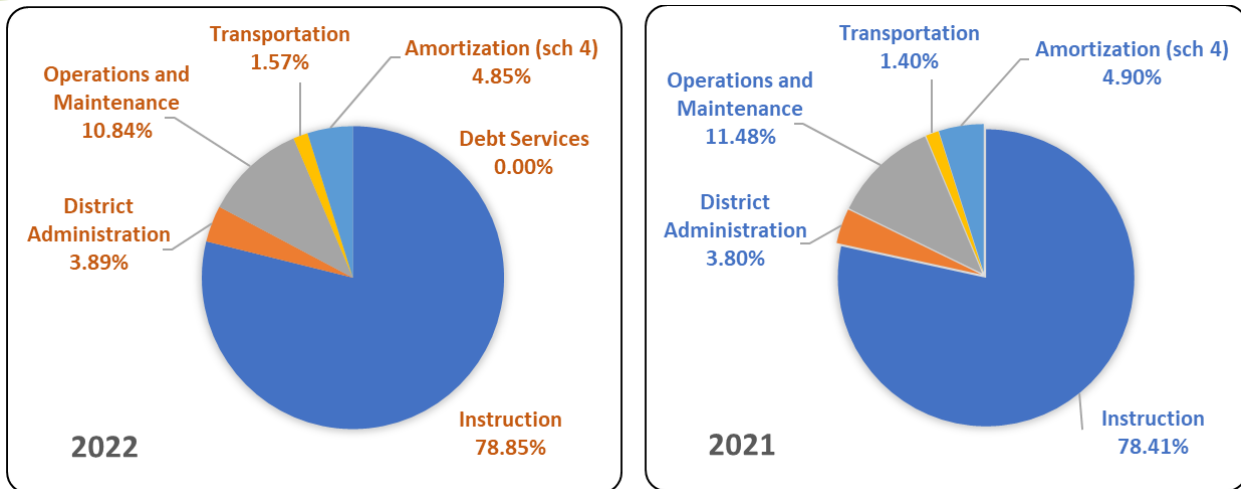 Transportation
1.57%
Amortization (sch 4)
4.85%
Operations and
Maintenance
10.84%
Debt Services
0.00%
District
Administration
3.89%
Instruction
78.85%
2022
Transportation
1.40%
Amortization (sch 4)
4.90%
Operations and
Maintenance
11.48%
District
Administration
3.80%
Instruction
78.41%
2021